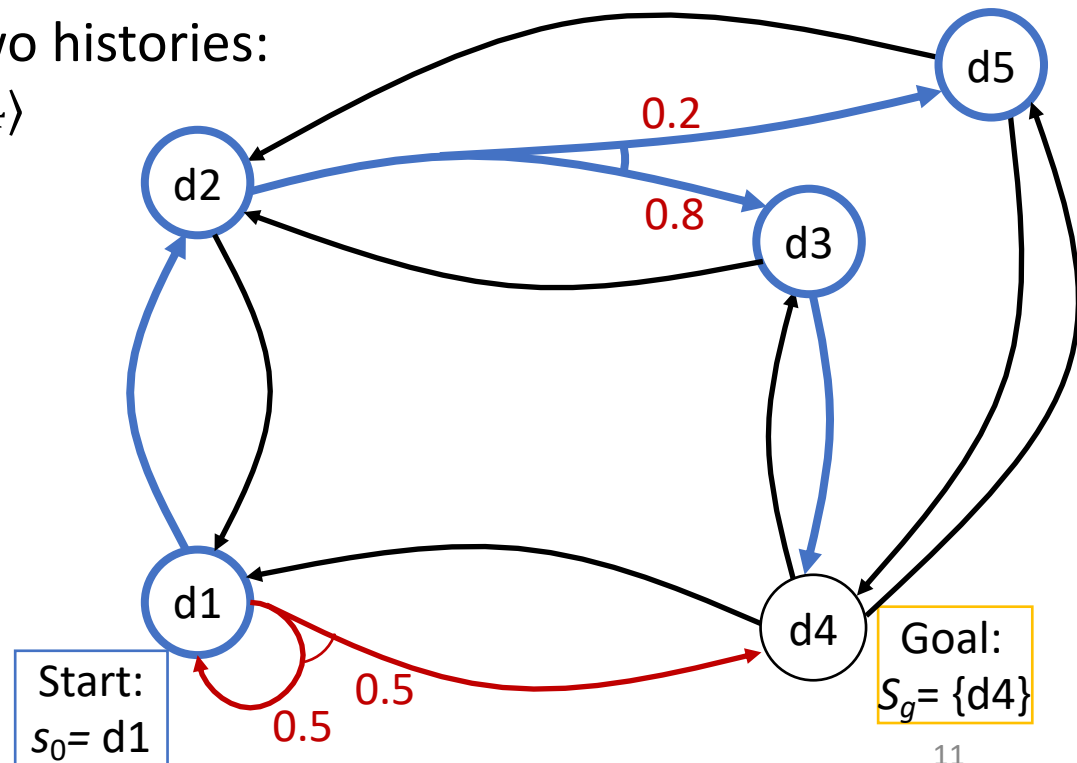 wo histories:
⟩
d5
0.2
d2
0.8
d3
d1
d4
0.5
0.5
Start:
s₀= d1
Goal:
S_g= {d4}
11